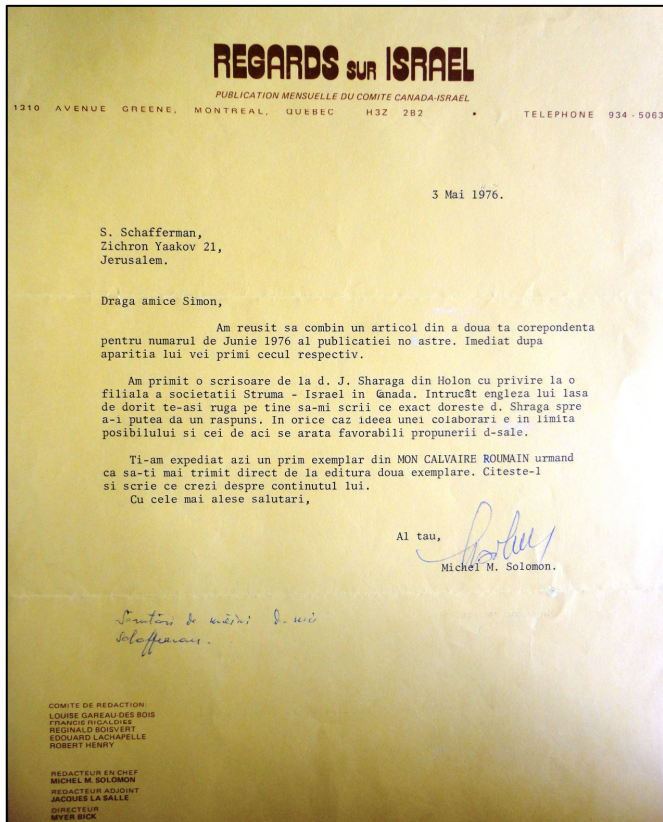 REGARDS SUR ISRAEL
PUBLICATION MENSUELLE DU COMITE CANADA-ISRAEL
1310 AVENUE GREENE, MONTREAL, QUEBEC H3Z 2B2 • TELEPHONE 934-5063
3 Mai 1976.
S. Schafferman,
Zichron Yaakov 21,
Jerusalem.
Draga amice Simon,
Am reusit sa combin un articol din a doua ta corepondenta
pentru numarul de Junie 1976 al publicatiei no astre. Imediat dupa
aparitia lui vei primi cecul respectiv.
Am primit o scrisoare de la d. J. Sharaga din Holon cu privire la o
filiala a societatii Struma - Israel in Canada. Intrucât engleza lui lasa
de dorit te-asi ruga pe tine sa-mi scrii ce exact doreste d. Shraga spre
a-i putea da un raspuns. In orice caz ideea unei colaborari e in limita
posibilului si cei de aci se arata favorabili propunerii d-sale.
Ti-am expediat azi un prim exemplar din MON CALVAIRE ROUMAIN urmand
ca sa-ti mai trimit direct de la editura doua exemplare. Citeste-l
si scrie ce crezi despre continutul lui.
Cu cele mai alese salutari,
Al tau,
Michel M. Solomon.
Sarutări de mâini D-nei
COMITE DE REDACTION:
LOUISE GAREAU-DES BOIS
FRANCIS RIGALDIES
REGINALD BOISVERT
EDOUARD LACHAPELLE
ROBERT HENRY
REDACTEUR EN CHEF
MICHEL M. SOLOMON
REDACTEUR ADJOINT
JACQUES LA SALLE
DIRECTEUR
MYER BICK